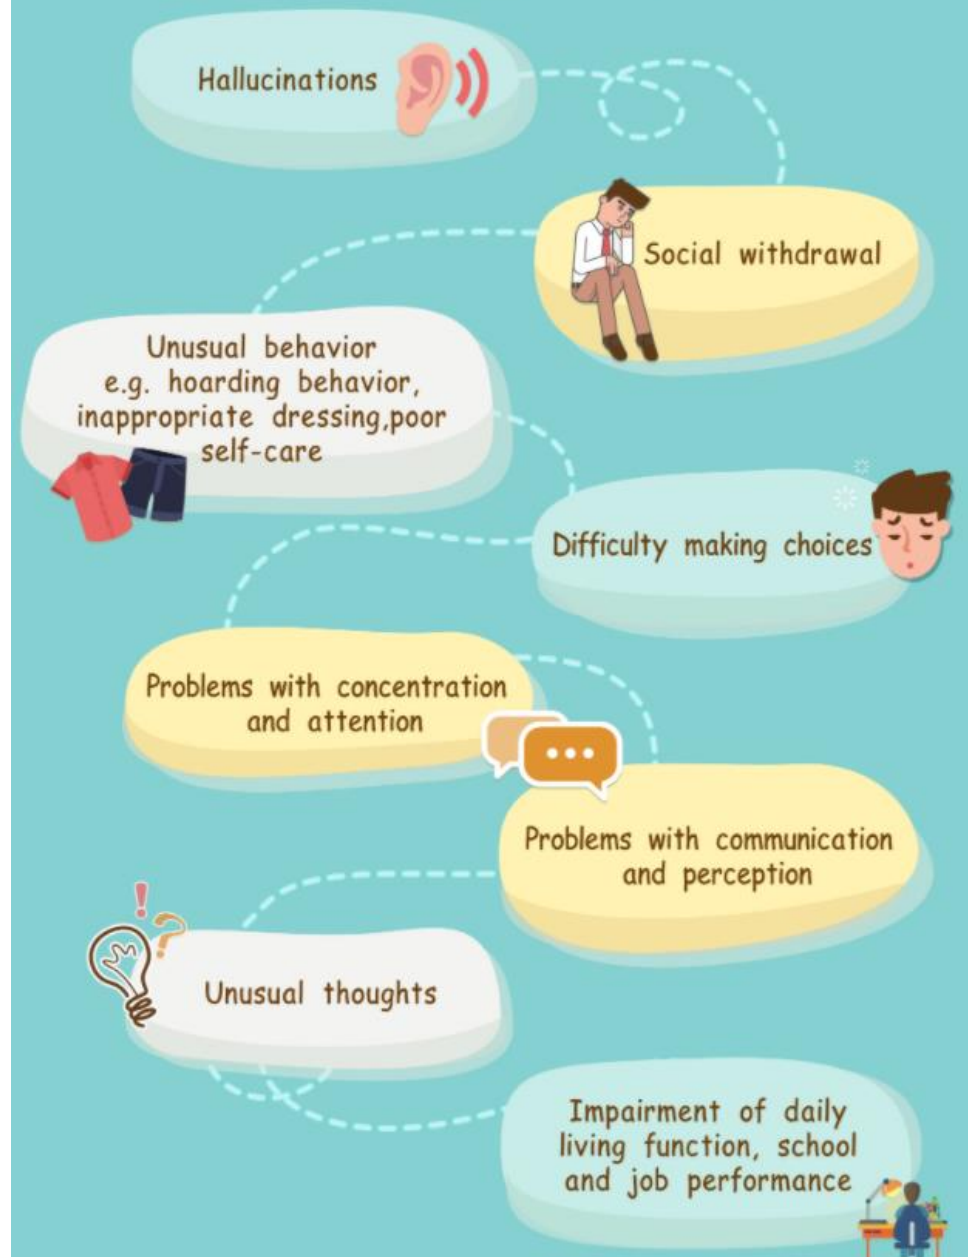 Hallucinations
Social withdrawal
Unusual behavior
e.g. hoarding behavior,
inappropriate dressing,poor
self-care
Difficulty making choices
Problems with concentration
and attention
Problems with communication
and perception
Unusual thoughts
Impairment of daily
living function, school
and job performance